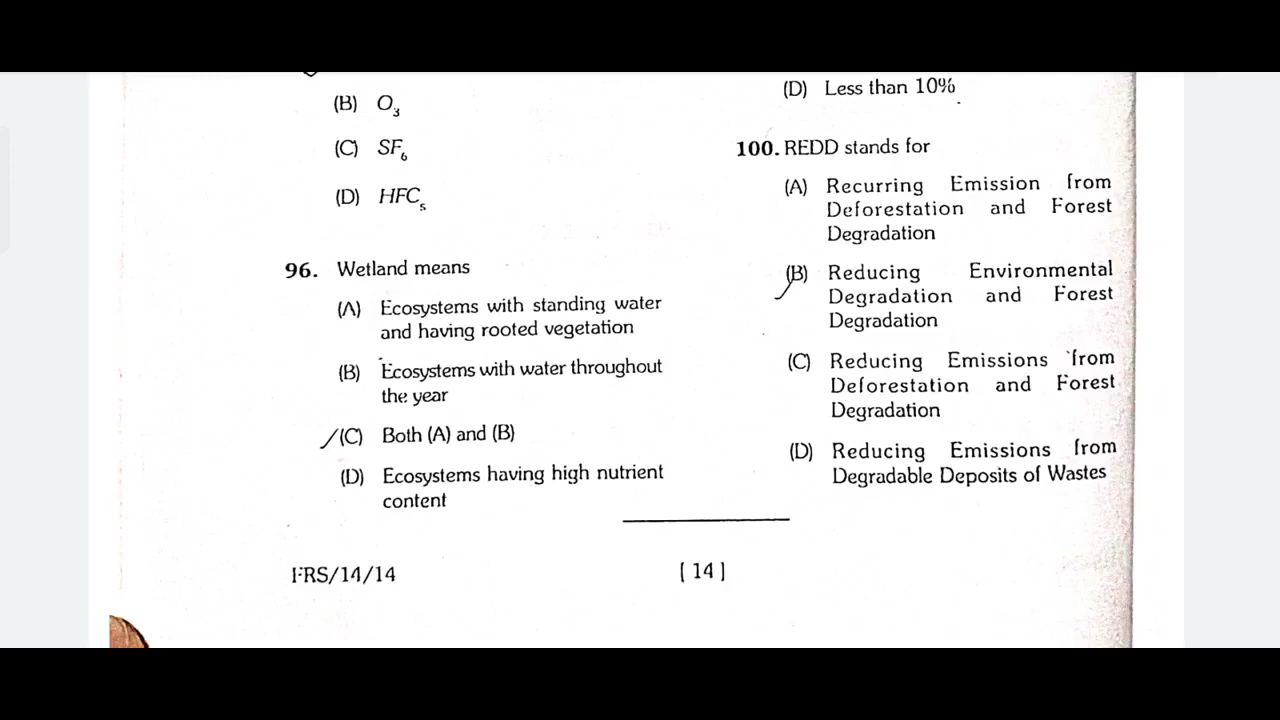 (B) O₃
(C) SF₆
(D) HFCₛ
96. Wetland means
(A) Ecosystems with standing water
and having rooted vegetation
(B) Ecosystems with water throughout
the year
(C) Both (A) and (B)
(D) Ecosystems having high nutrient
content
(D) Less than 10%
100. REDD stands for
(A) Recurring Emission from
Deforestation and Forest
Degradation
(B) Reducing Environmental
Degradation and Forest
Degradation
(C) Reducing Emissions from
Deforestation and Forest
Degradation
(D) Reducing Emissions from
Degradable Deposits of Wastes
FRS/14/14
[ 14 ]